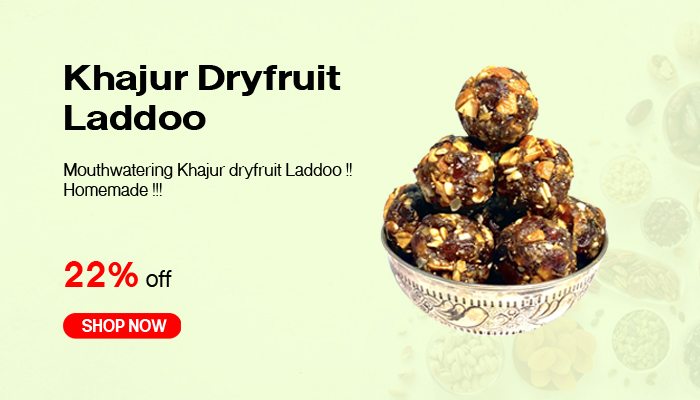 Khajur Dryfruit
Laddoo
Mouthwatering Khajur dryfruit Laddoo !!
Homemade !!!
22% off
SHOP NOW